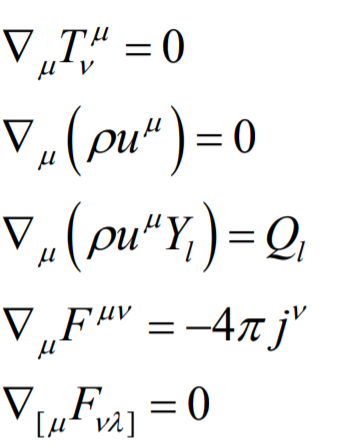 ∇_μ T^μ_ν = 0
∇_μ (ρu^μ) = 0
∇_μ (ρu^μ Y_l) = Q_l
∇_μ F^{μν} = −4π j^ν
∇_{[μ} F_{νλ]} = 0